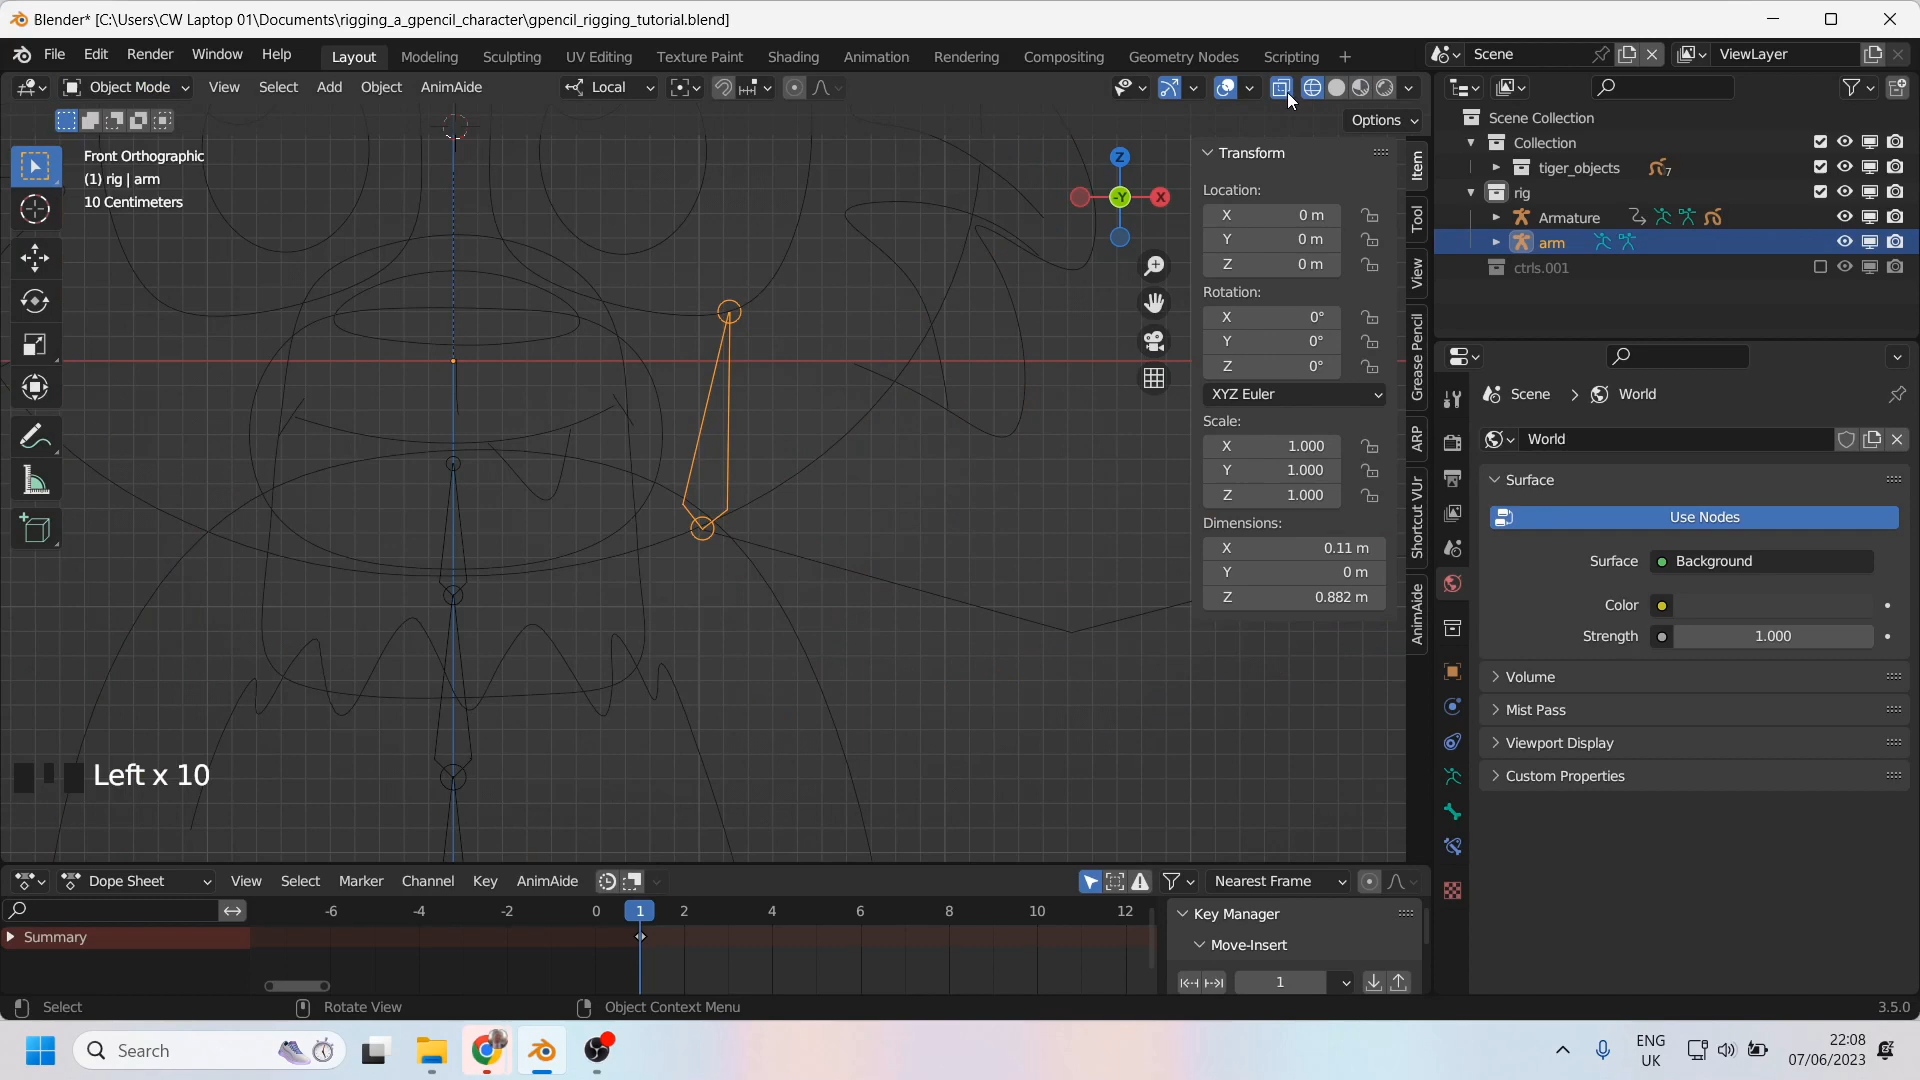 Blender* [C:\Users\CW Laptop 01\Documents\rigging_a_gpencil_character\gpencil_rigging_tutorial.blend]
File Edit Render Window Help Layout Modeling Sculpting UV Editing Texture Paint Shading Animation Rendering Compositing Geometry Nodes Scripting + Scene ViewLayer
Object Mode View Select Add Object AnimAide Local
Options
Front Orthographic
(1) rig | arm
10 Centimeters
Z
X
-Y
Transform
Location:
X 0 m
Y 0 m
Z 0 m
Rotation:
X 0°
Y 0°
Z 0°
XYZ Euler
Scale:
X 1.000
Y 1.000
Z 1.000
Dimensions:
X 0.11 m
Y 0 m
Z 0.882 m
Item
Tool
View
Grease Pencil
ARP
Shortcut VUr
AnimAide
Scene Collection
Collection
tiger_objects 7
rig
Armature
arm
ctrls.001
Scene > World
World
Surface
Use Nodes
Surface Background
Color
Strength 1.000
Volume
Mist Pass
Viewport Display
Custom Properties
Left x 10
Dope Sheet View Select Marker Channel Key AnimAide Nearest Frame
-6 -4 -2 0 1 2 4 6 8 10 12
Summary
Key Manager
Move-Insert
1
Select Rotate View Object Context Menu 3.5.0
Search
ENG
UK
22:08
07/06/2023